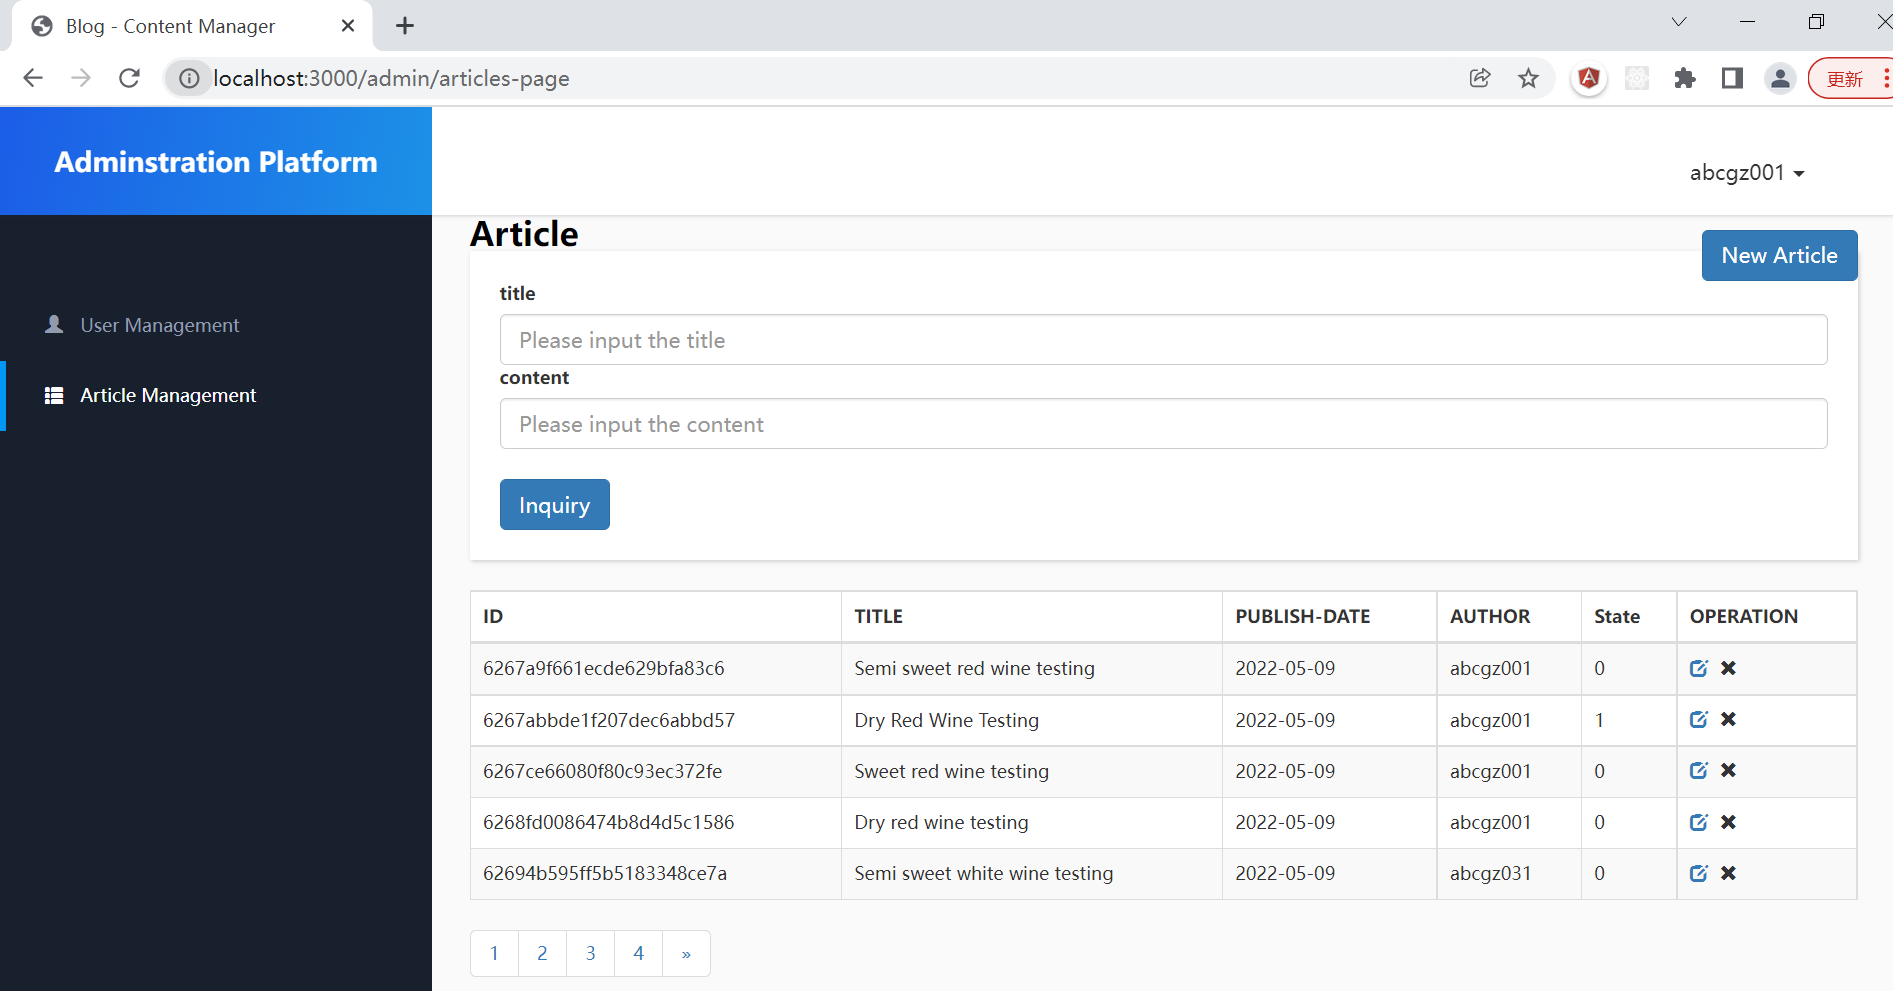 Blog - Content Manager
localhost:3000/admin/articles-page
更新
Adminstration Platform
abcgz001
User Management
Article Management
Article
New Article
title
Please input the title
content
Please input the content
Inquiry
ID TITLE PUBLISH-DATE AUTHOR State OPERATION
6267a9f661ecde629bfa83c6 Semi sweet red wine testing 2022-05-09 abcgz001 0
6267abbde1f207dec6abbd57 Dry Red Wine Testing 2022-05-09 abcgz001 1
6267ce66080f80c93ec372fe Sweet red wine testing 2022-05-09 abcgz001 0
6268fd0086474b8d4d5c1586 Dry red wine testing 2022-05-09 abcgz001 0
62694b595ff5b5183348ce7a Semi sweet white wine testing 2022-05-09 abcgz031 0
1 2 3 4 »